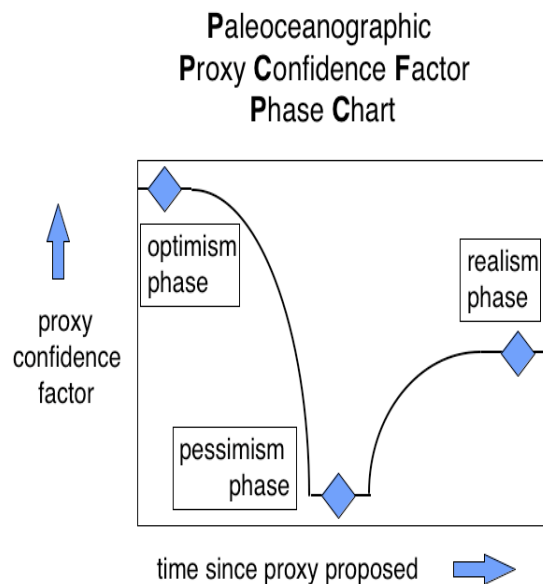 Paleoceanographic
Proxy Confidence Factor
Phase Chart
optimism
phase
realism
phase
proxy
confidence
factor
pessimism
phase
time since proxy proposed